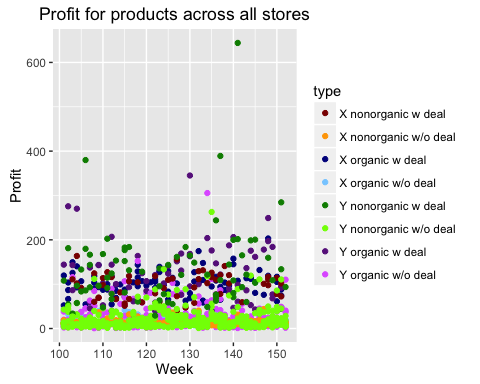 Profit for products across all stores
600
400
200
0
Profit
100 110 120 130 140 150
Week
type
X nonorganic w deal
X nonorganic w/o deal
X organic w deal
X organic w/o deal
Y nonorganic w deal
Y nonorganic w/o deal
Y organic w deal
Y organic w/o deal